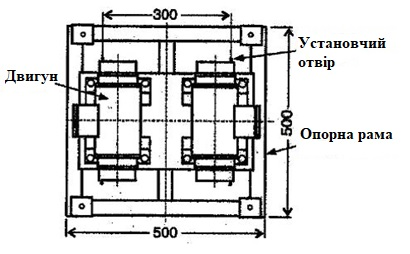 300
Установчий
отвір
Двигун
500
Опорна рама
500